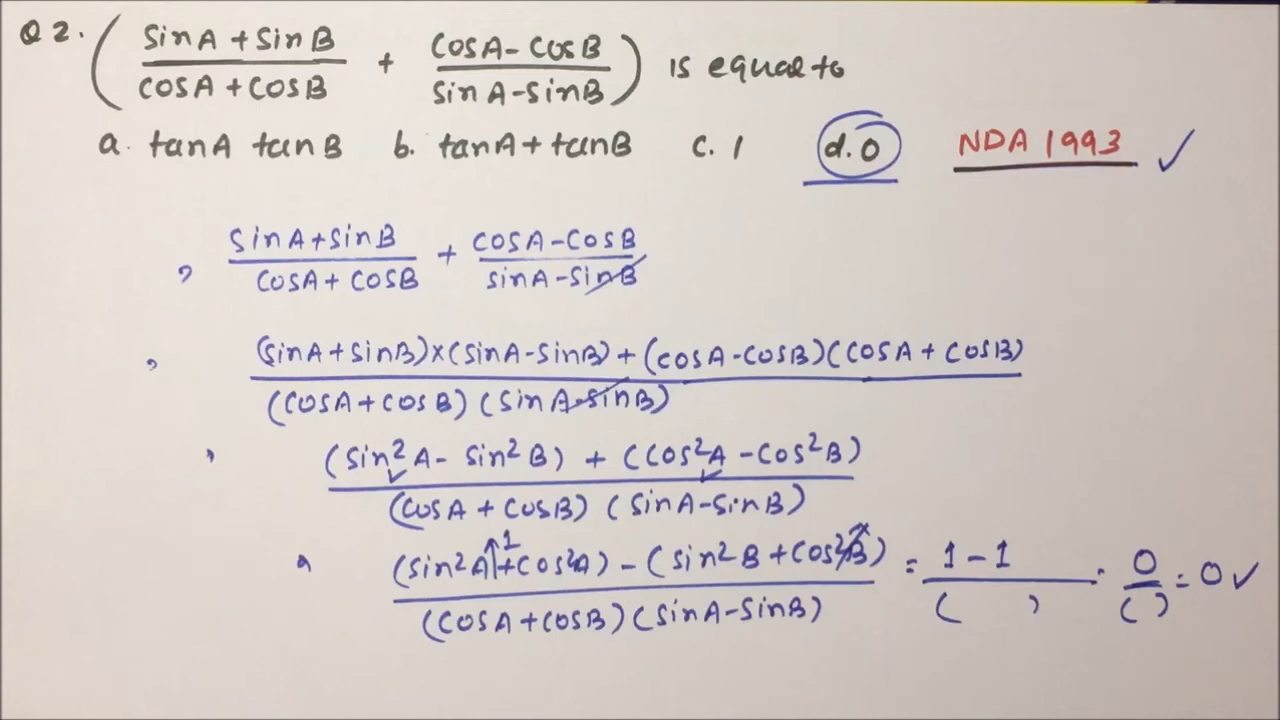 Q 2. ( (sinA + sinB)/(cosA + cosB) + (cosA - cosB)/(sinA - sinB) ) is equal to
a. tanA tanB b. tanA + tanB c. 1 d. 0 NDA 1993 ✓
, (sinA + sinB)/(cosA + cosB) + (cosA - cosB)/(sinA - sinB)
, ((sinA + sinB) × (sinA - sinB) + (cosA - cosB)(cosA + cosB))/((cosA + cosB)(sinA - sinB))
, ((sin²A - sin²B) + (cos²A - cos²B))/((cosA + cosB)(sinA - sinB))
, ((sin²A + cos²A) - (sin²B + cos²B))/((cosA + cosB)(sinA - sinB)) = (1 - 1)/( ) . 0/( ) = 0 ✓